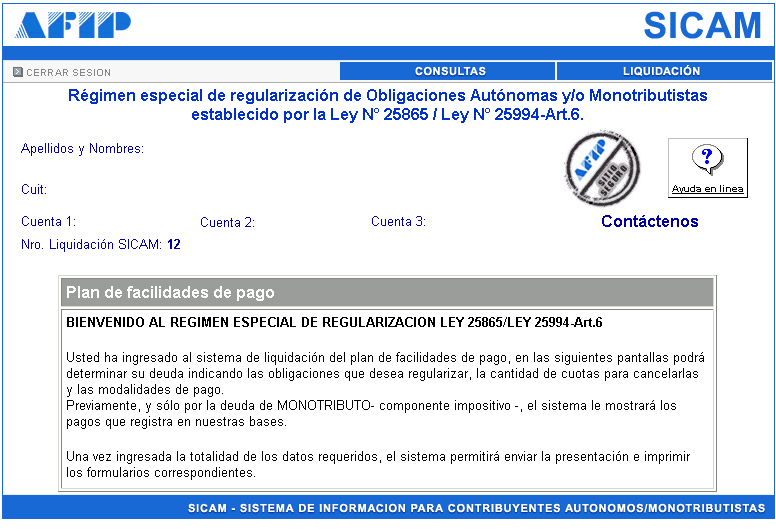 AFIP
SICAM
CERRAR SESION
CONSULTAS
LIQUIDACIÓN
Régimen especial de regularización de Obligaciones Autónomas y/o Monotributistas
establecido por la Ley N° 25865 / Ley N° 25994-Art.6.
Apellidos y Nombres:
AFIP
SITIO
SEGURO
?
Ayuda en linea
Cuit:
Cuenta 1:
Cuenta 2:
Cuenta 3:
Contáctenos
Nro. Liquidación SICAM: 12
Plan de facilidades de pago
BIENVENIDO AL REGIMEN ESPECIAL DE REGULARIZACION LEY 25865/LEY 25994-Art.6
Usted ha ingresado al sistema de liquidación del plan de facilidades de pago, en las siguientes pantallas podrá
determinar su deuda indicando las obligaciones que desea regularizar, la cantidad de cuotas para cancelarlas
y las modalidades de pago.
Previamente, y sólo por la deuda de MONOTRIBUTO- componente impositivo -, el sistema le mostrará los
pagos que registra en nuestras bases.
Una vez ingresada la totalidad de los datos requeridos, el sistema permitirá enviar la presentación e imprimir
los formularios correspondientes.
SICAM - SISTEMA DE INFORMACION PARA CONTRIBUYENTES AUTONOMOS/MONOTRIBUTISTAS